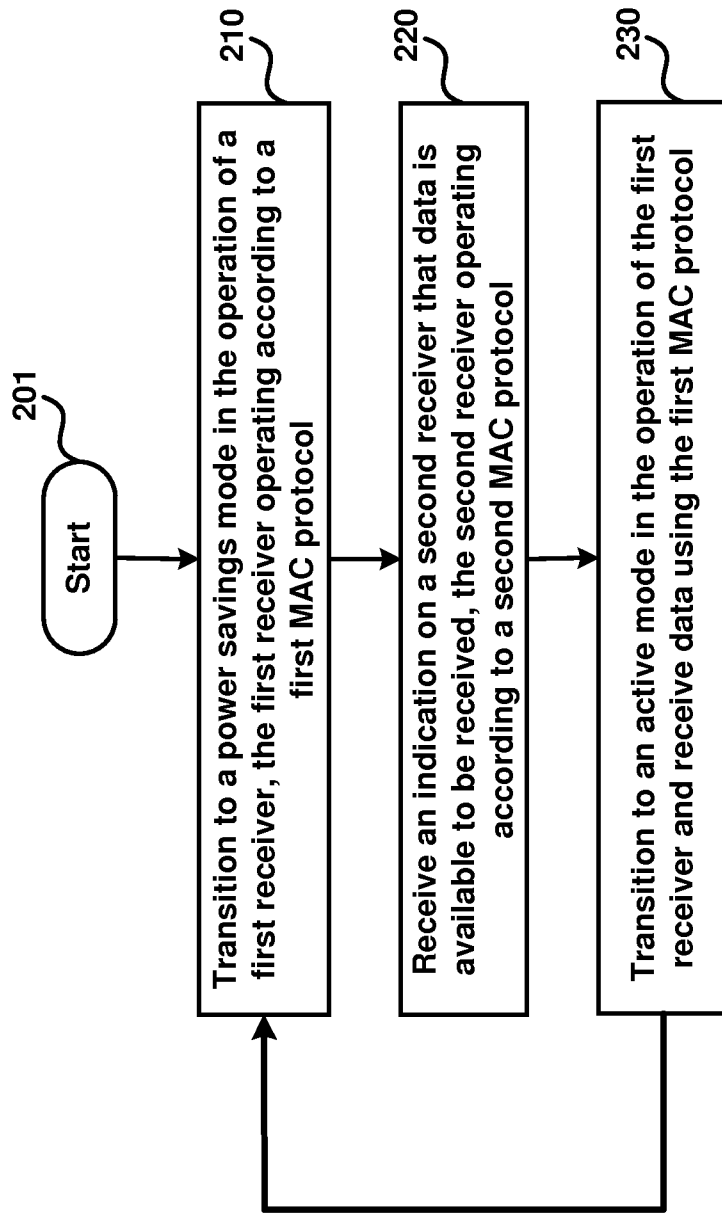 201
Start
210
Transition to a power savings mode in the operation of a
first receiver, the first receiver operating according to a
first MAC protocol
220
Receive an indication on a second receiver that data is
available to be received, the second receiver operating
according to a second MAC protocol
230
Transition to an active mode in the operation of the first
receiver and receive data using the first MAC protocol